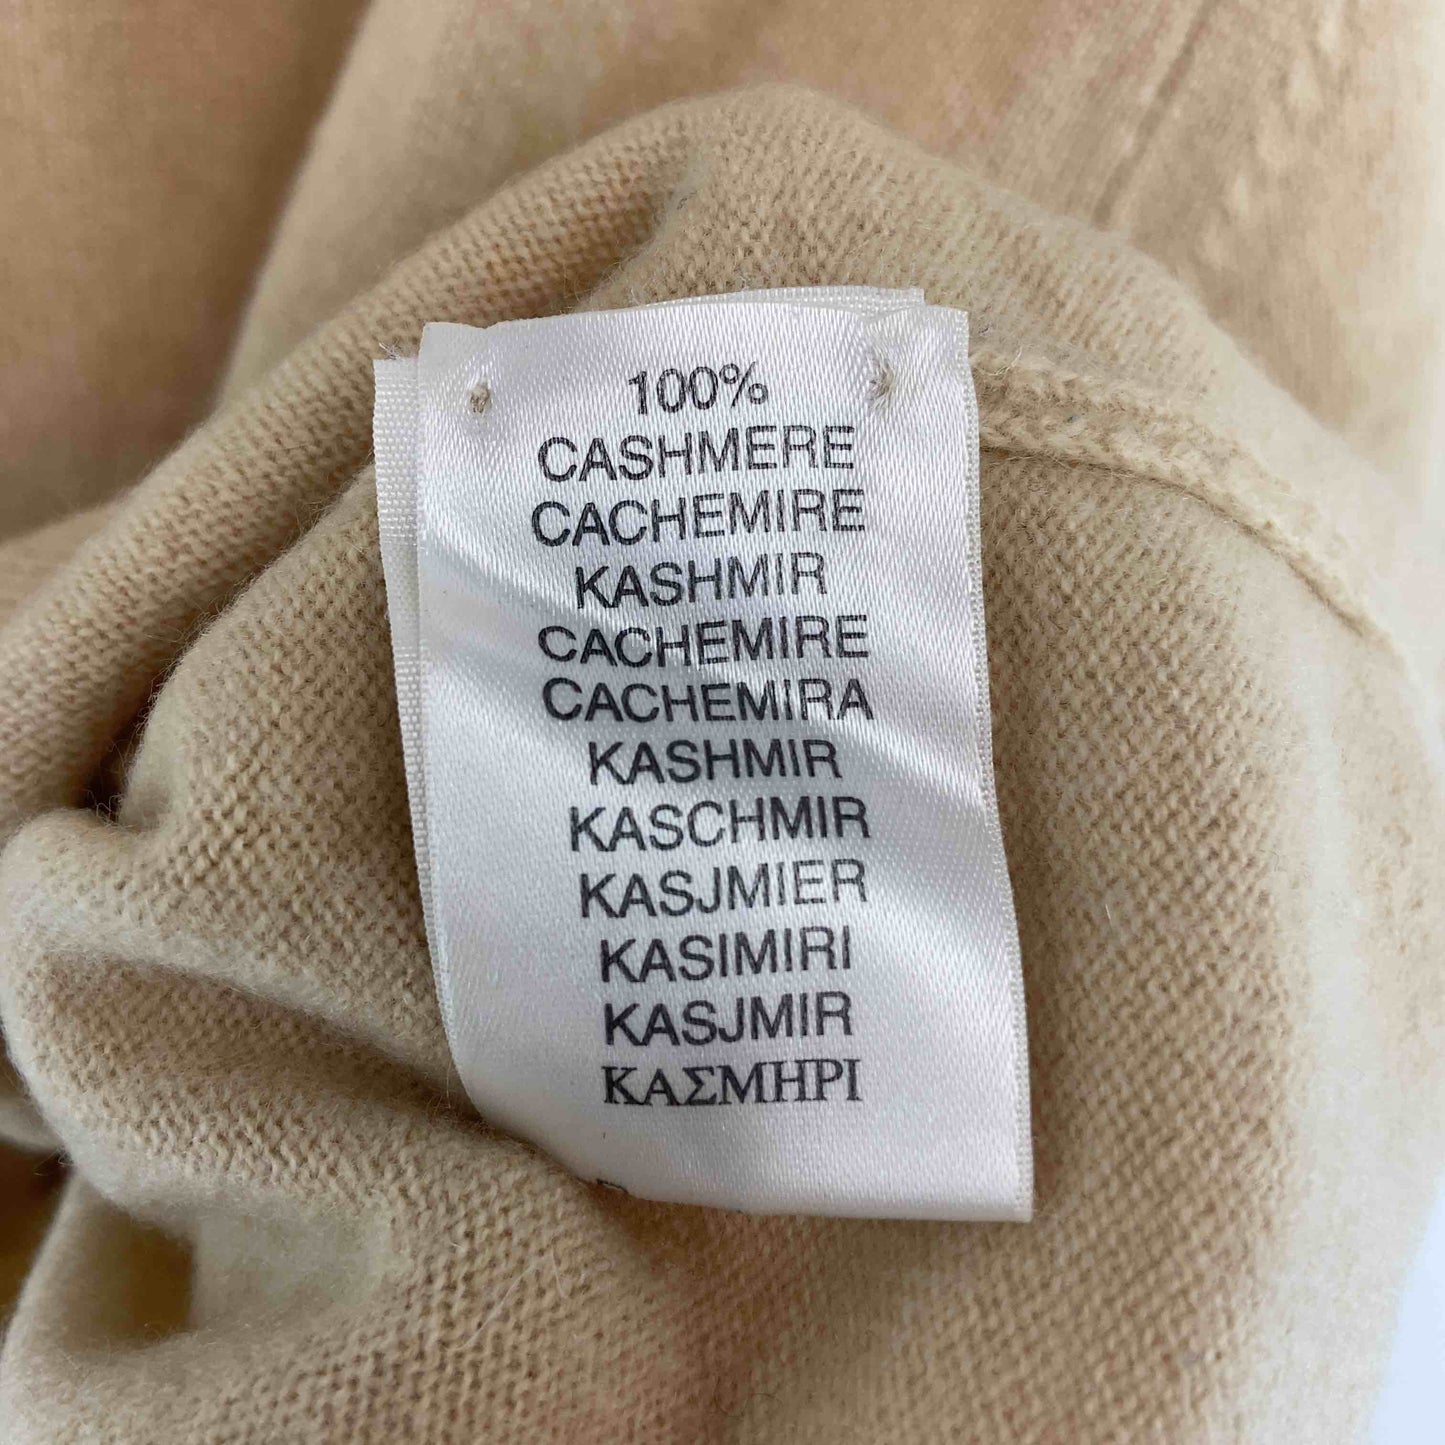 100%
CASHMERE
CACHEMIRE
KASHMIR
CACHEMIRE
CACHEMIRA
KASHMIR
KASCHMIR
KASJMIER
KASIMIRI
KASJMIR
ΚΑΣΜΗΡΙ